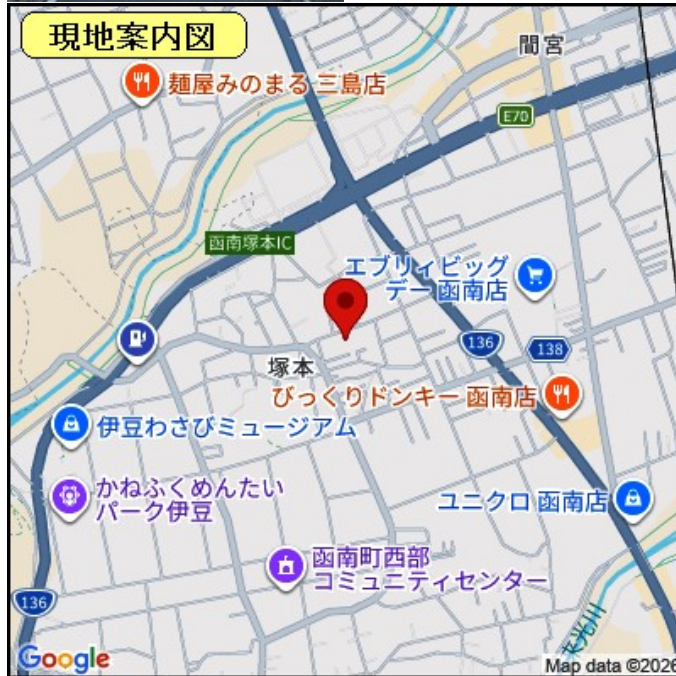 現地案内図
間宮
麺屋みのまる 三島店
E70
函南塚本IC
エブリィビッグ
デー 函南店
136
138
塚本
びっくりドンキー 函南店
伊豆わさびミュージアム
かねふくめんたい
パーク伊豆
ユニクロ 函南店
函南町西部
コミュニティセンター
136
来光川
Google
Map data ©2026